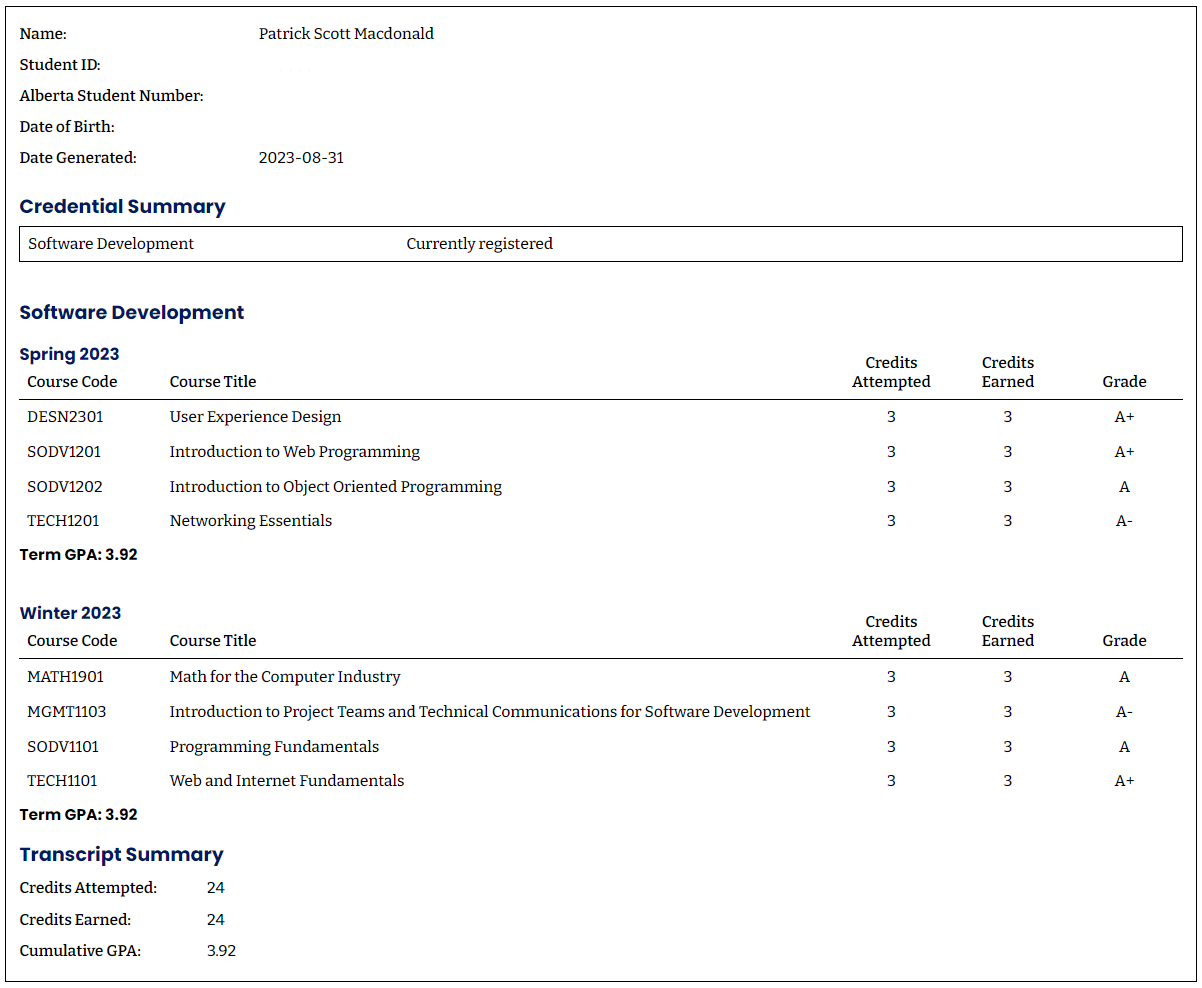 Name: Patrick Scott Macdonald
Student ID:
Alberta Student Number:
Date of Birth:
Date Generated: 2023-08-31
Credential Summary
Software Development Currently registered
Software Development
Spring 2023
Course Code Course Title Credits Attempted Credits Earned Grade
DESN2301 User Experience Design 3 3 A+
SODV1201 Introduction to Web Programming 3 3 A+
SODV1202 Introduction to Object Oriented Programming 3 3 A
TECH1201 Networking Essentials 3 3 A-
Term GPA: 3.92
Winter 2023
Course Code Course Title Credits Attempted Credits Earned Grade
MATH1901 Math for the Computer Industry 3 3 A
MGMT1103 Introduction to Project Teams and Technical Communications for Software Development 3 3 A-
SODV1101 Programming Fundamentals 3 3 A
TECH1101 Web and Internet Fundamentals 3 3 A+
Term GPA: 3.92
Transcript Summary
Credits Attempted: 24
Credits Earned: 24
Cumulative GPA: 3.92